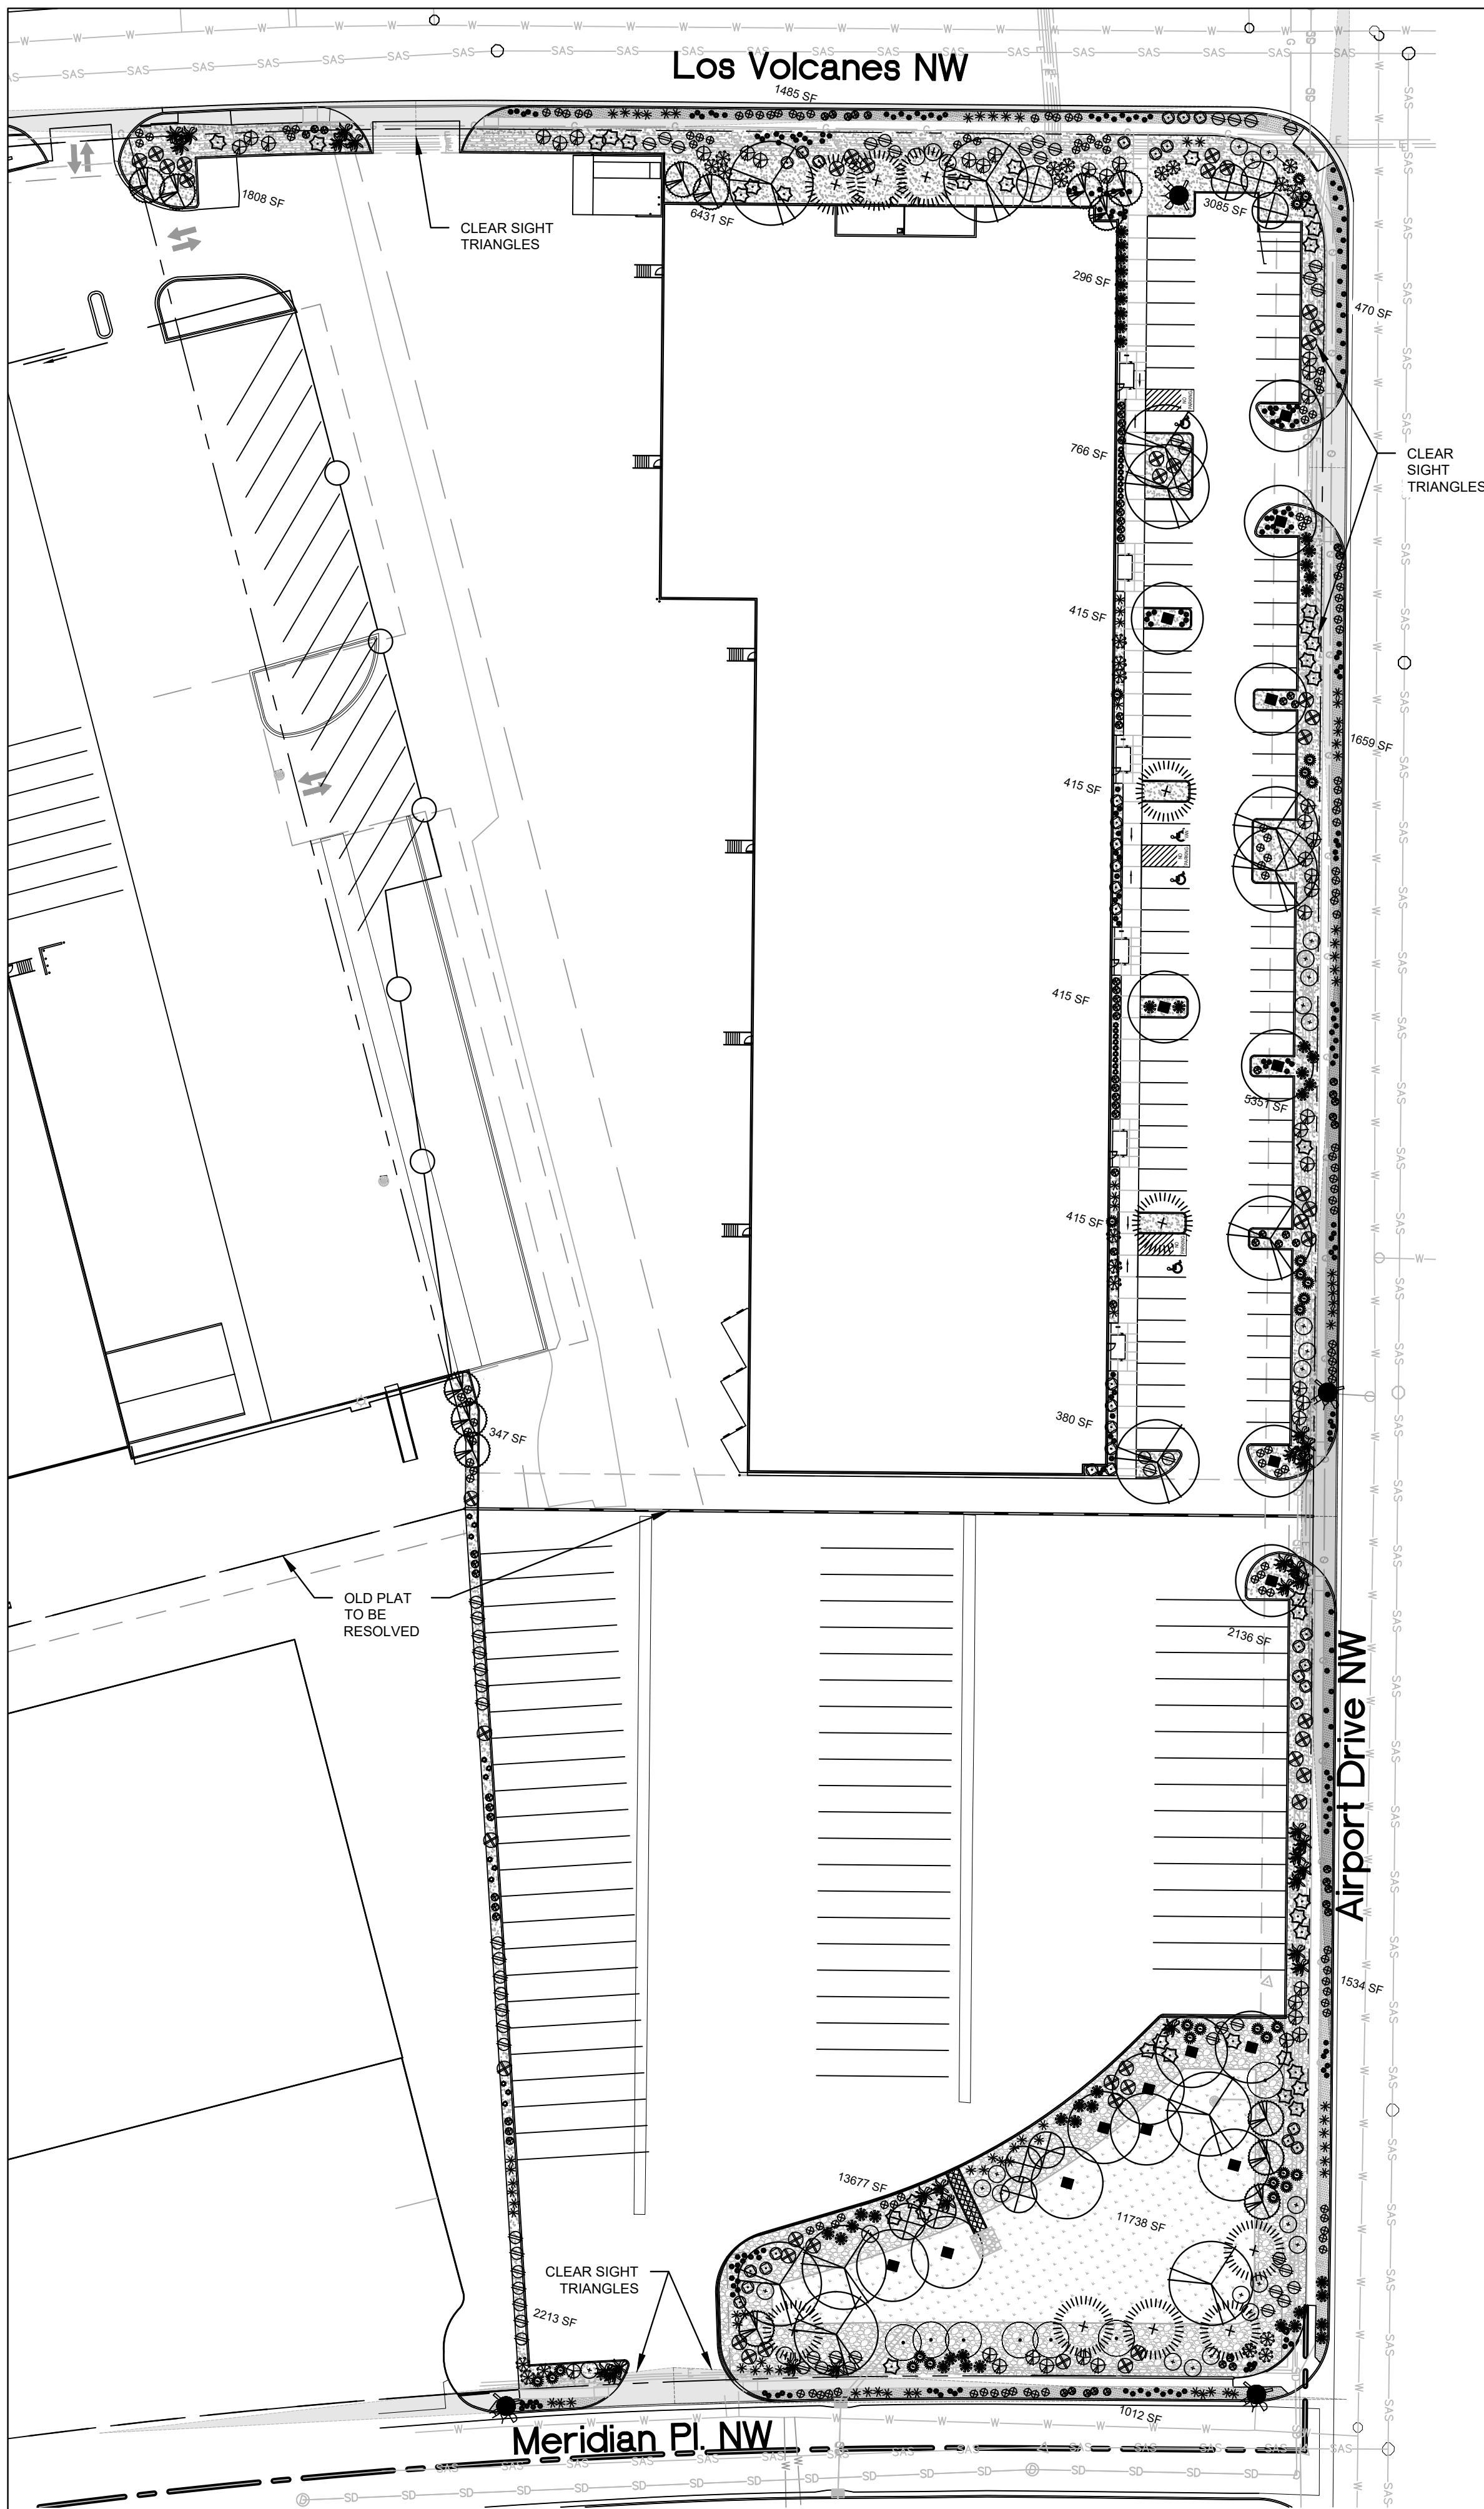 Los Volcanes NW
1485 SF
1808 SF
CLEAR SIGHT
TRIANGLES
6431 SF
3085 SF
296 SF
470 SF
766 SF
CLEAR
SIGHT
TRIANGLES
415 SF
1659 SF
415 SF
415 SF
5351 SF
415 SF
380 SF
347 SF
OLD PLAT
TO BE
RESOLVED
2136 SF
Airport Drive NW
1534 SF
13677 SF
11738 SF
CLEAR SIGHT
TRIANGLES
2213 SF
1012 SF
Meridian Pl. NW